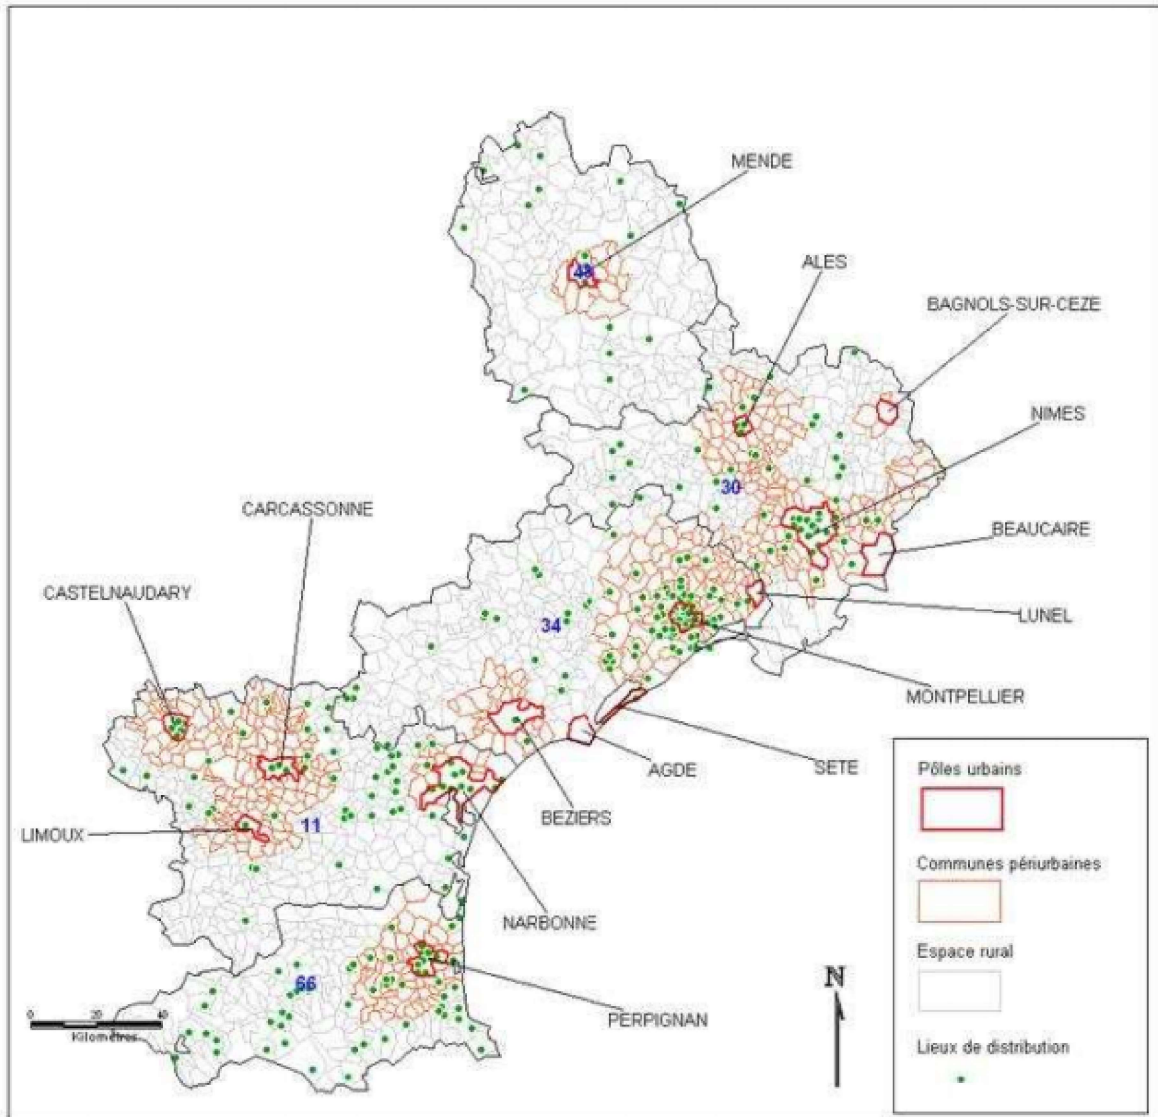 MENDE
ALES
BAGNOLS-SUR-CEZE
48
NIMES
30
CARCASSONNE
BEAUCAIRE
CASTELNAUDARY
LUNEL
34
MONTPELLIER
AGDE
SETE
BEZIERS
11
LIMOUX
NARBONNE
66
PERPIGNAN
0 20 40
Kilomètres
N
Pôles urbains
Communes périurbaines
Espace rural
Lieux de distribution